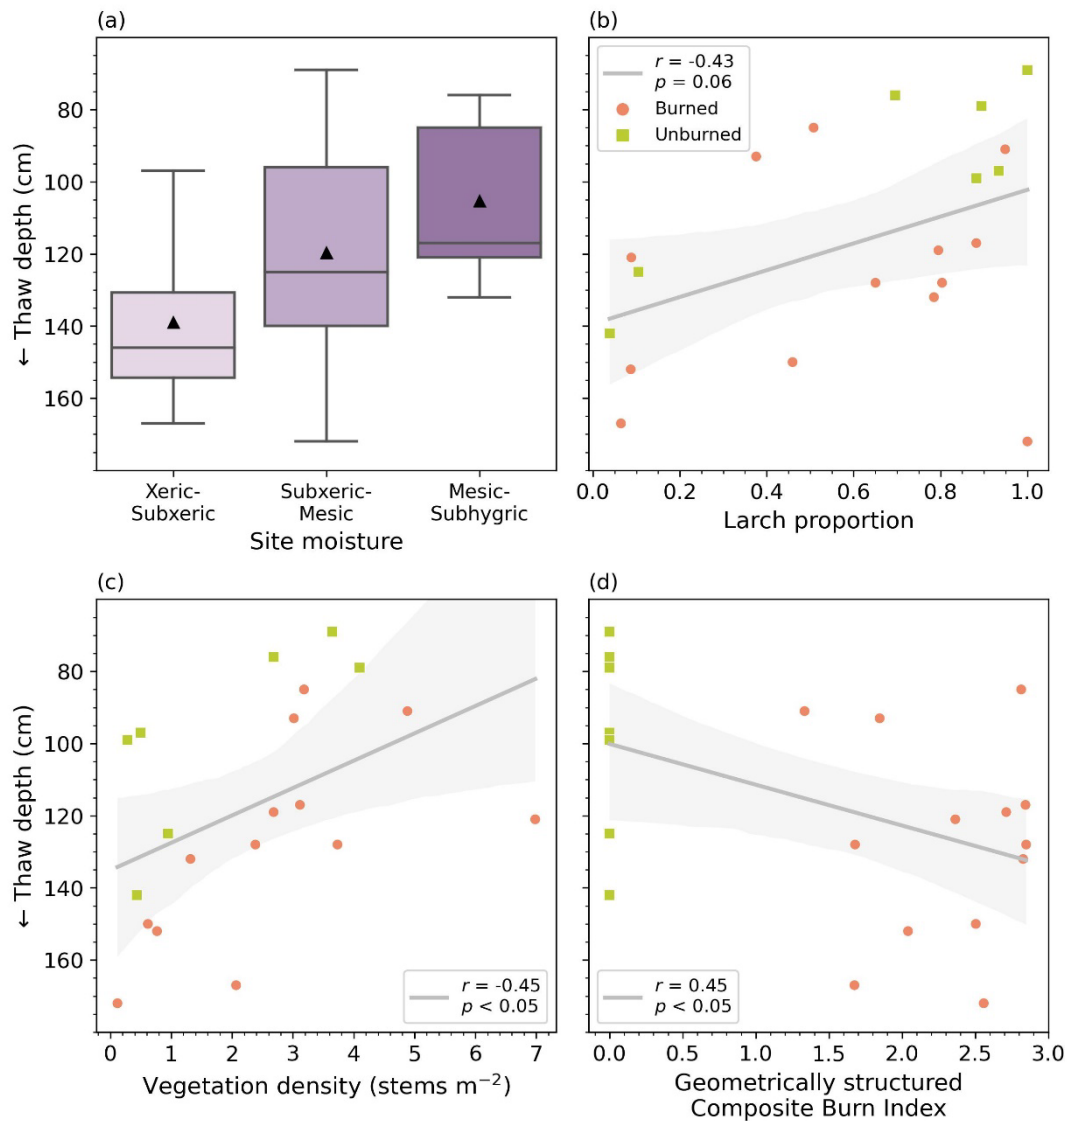 (a)
← Thaw depth (cm)
80
100
120
140
160
Xeric-
Subxeric
Subxeric-
Mesic
Mesic-
Subhygric
Site moisture
(b)
r = -0.43
p = 0.06
Burned
Unburned
0.0 0.2 0.4 0.6 0.8 1.0
Larch proportion
(c)
← Thaw depth (cm)
80
100
120
140
160
r = -0.45
p < 0.05
0 1 2 3 4 5 6 7
Vegetation density (stems m⁻²)
(d)
r = 0.45
p < 0.05
0.0 0.5 1.0 1.5 2.0 2.5 3.0
Geometrically structured
Composite Burn Index